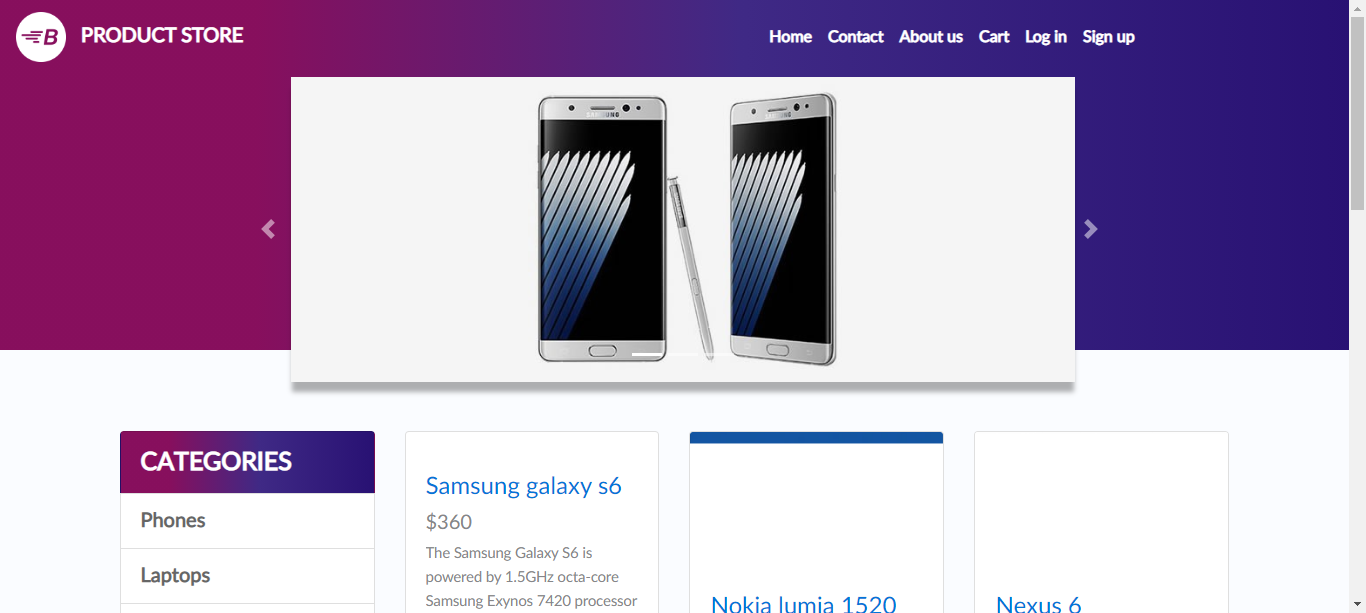 B PRODUCT STORE
Home Contact About us Cart Log in Sign up
SAMSUNG
CATEGORIES
Phones
Laptops
Samsung galaxy s6
$360
The Samsung Galaxy S6 is
powered by 1.5GHz octa-core
Samsung Exynos 7420 processor
Nokia lumia 1520
Nexus 6